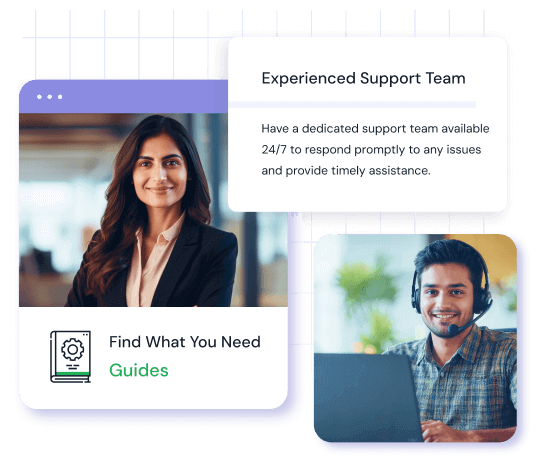 Experienced Support Team
Have a dedicated support team available
24/7 to respond promptly to any issues
and provide timely assistance.
Find What You Need
Guides